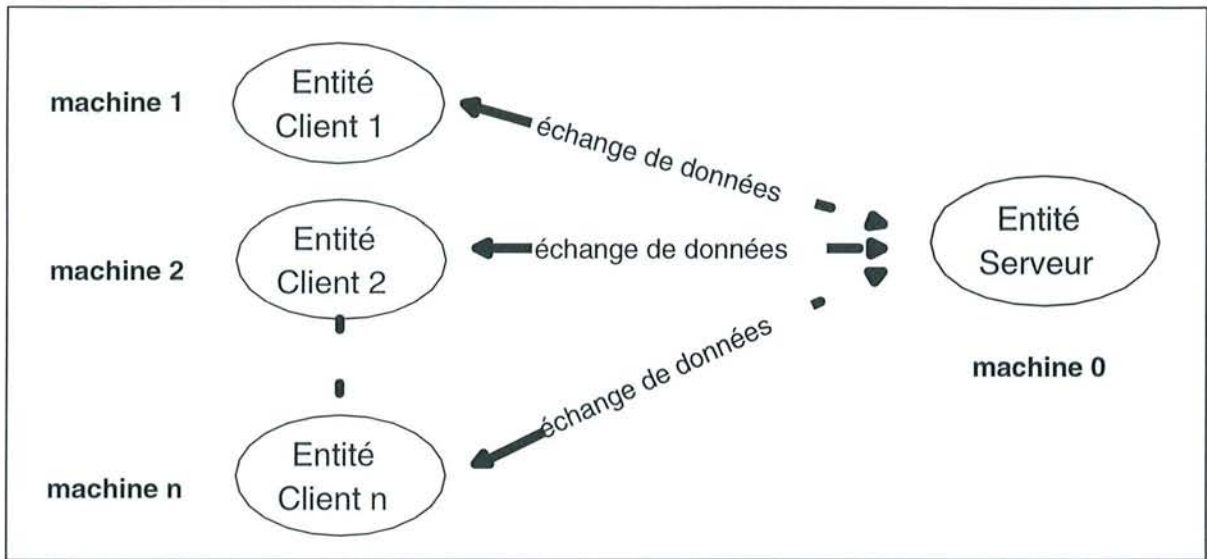 machine 1
Entité
Client 1
échange de données
machine 2
Entité
Client 2
échange de données
Entité
Serveur
machine 0
échange de données
machine n
Entité
Client n